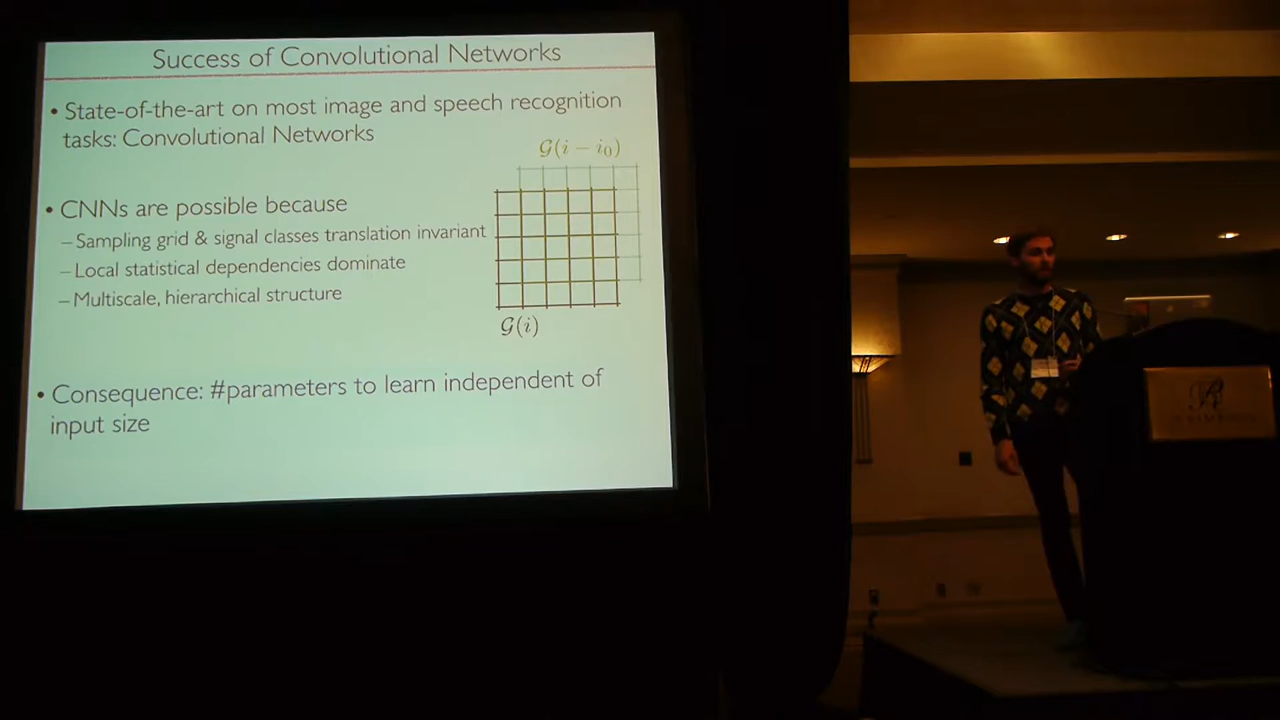 Success of Convolutional Networks
• State-of-the-art on most image and speech recognition
tasks: Convolutional Networks
G(i − i₀)
• CNNs are possible because
– Sampling grid & signal classes translation invariant
– Local statistical dependencies dominate
– Multiscale, hierarchical structure
G(i)
• Consequence: #parameters to learn independent of
input size